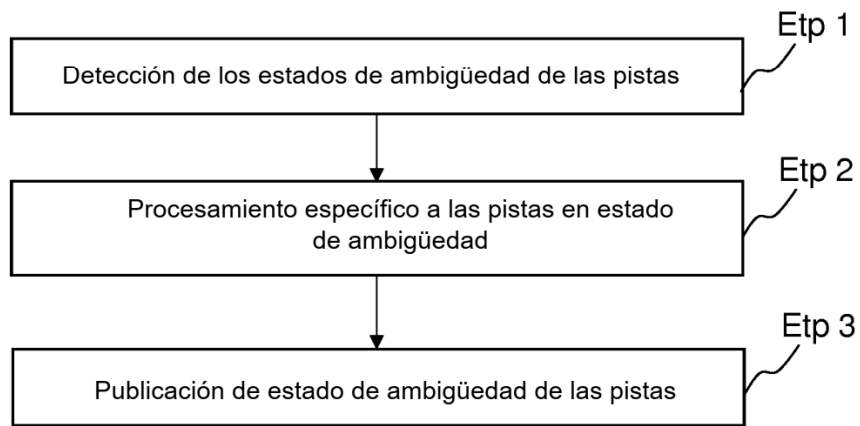 Etp 1
Detección de los estados de ambigüedad de las pistas
Etp 2
Procesamiento específico a las pistas en estado
de ambigüedad
Etp 3
Publicación de estado de ambigüedad de las pistas